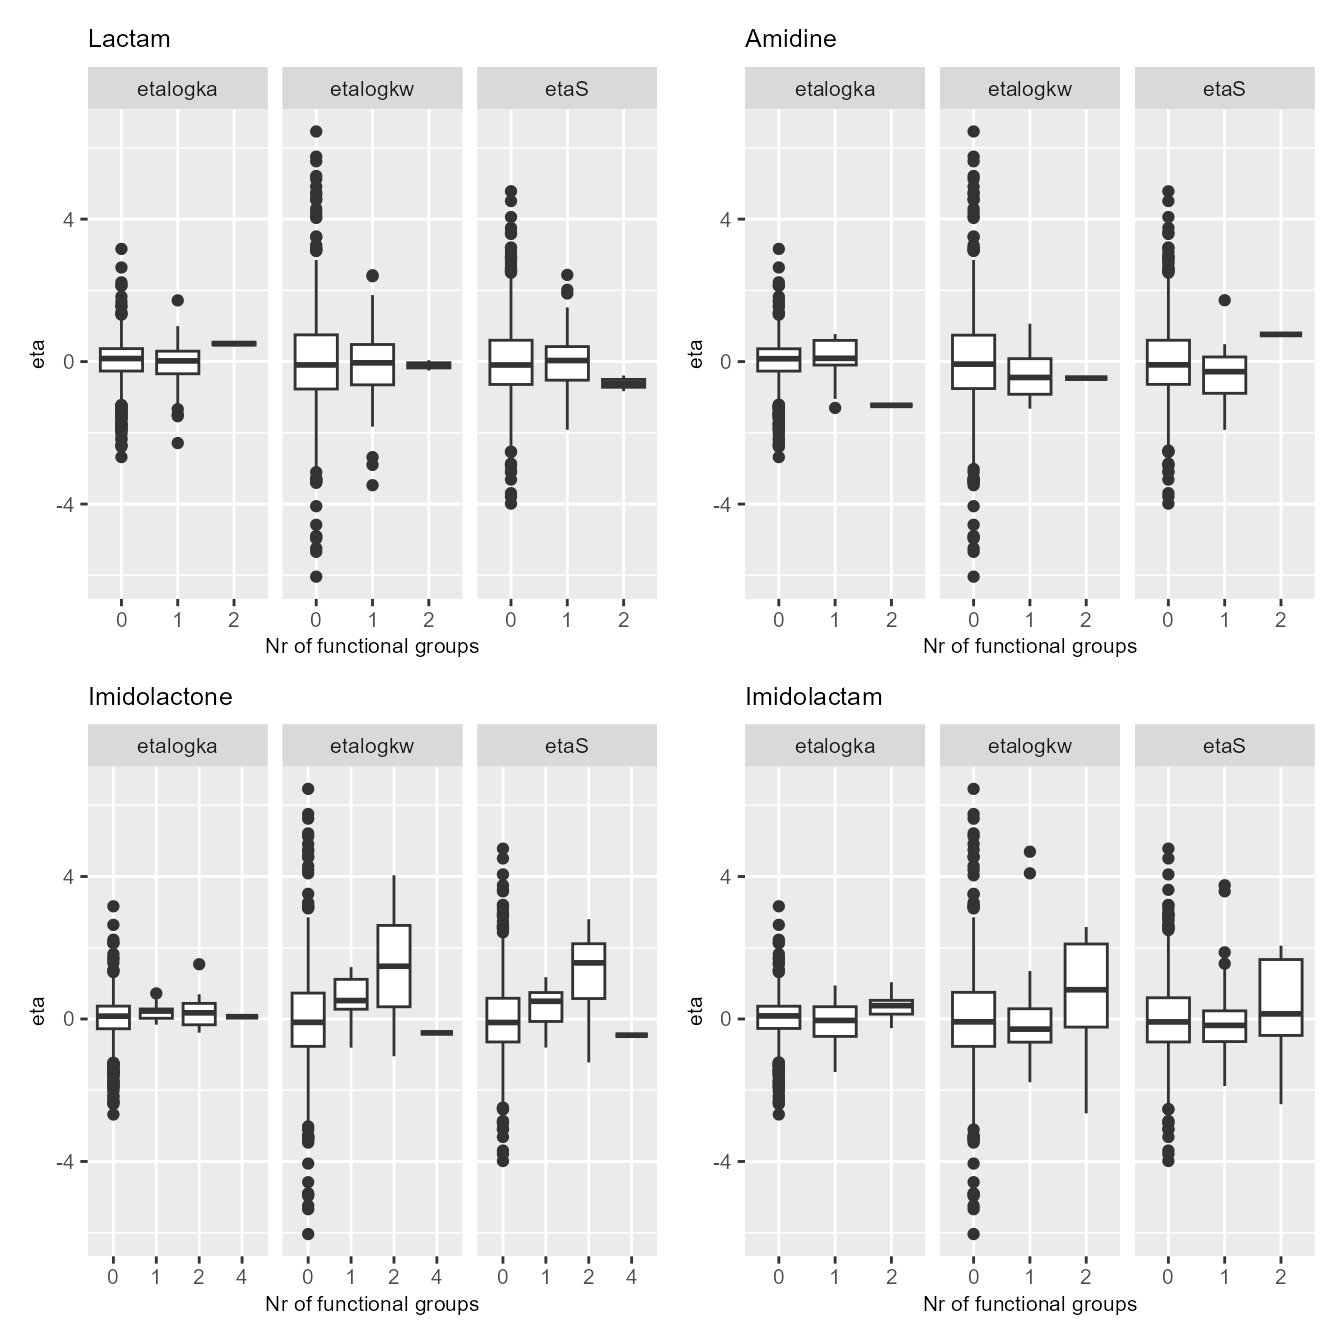 Lactam
etalogka etalogkw etaS
eta
4
0
-4
0 1 2 0 1 2 0 1 2
Nr of functional groups
Amidine
etalogka etalogkw etaS
eta
4
0
-4
0 1 2 0 1 2 0 1 2
Nr of functional groups
Imidolactone
etalogka etalogkw etaS
eta
4
0
-4
0 1 2 4 0 1 2 4 0 1 2 4
Nr of functional groups
Imidolactam
etalogka etalogkw etaS
eta
4
0
-4
0 1 2 0 1 2 0 1 2
Nr of functional groups